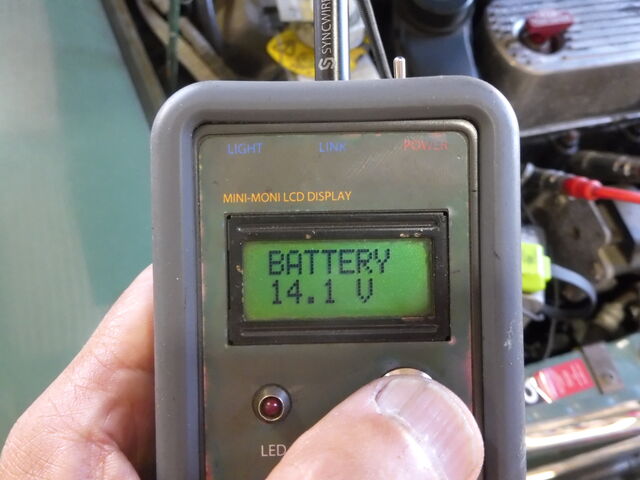 SYNCWIRE
LIGHT LINK POWER
MINI-MONI LCD DISPLAY
BATTERY
14.1 V
LED